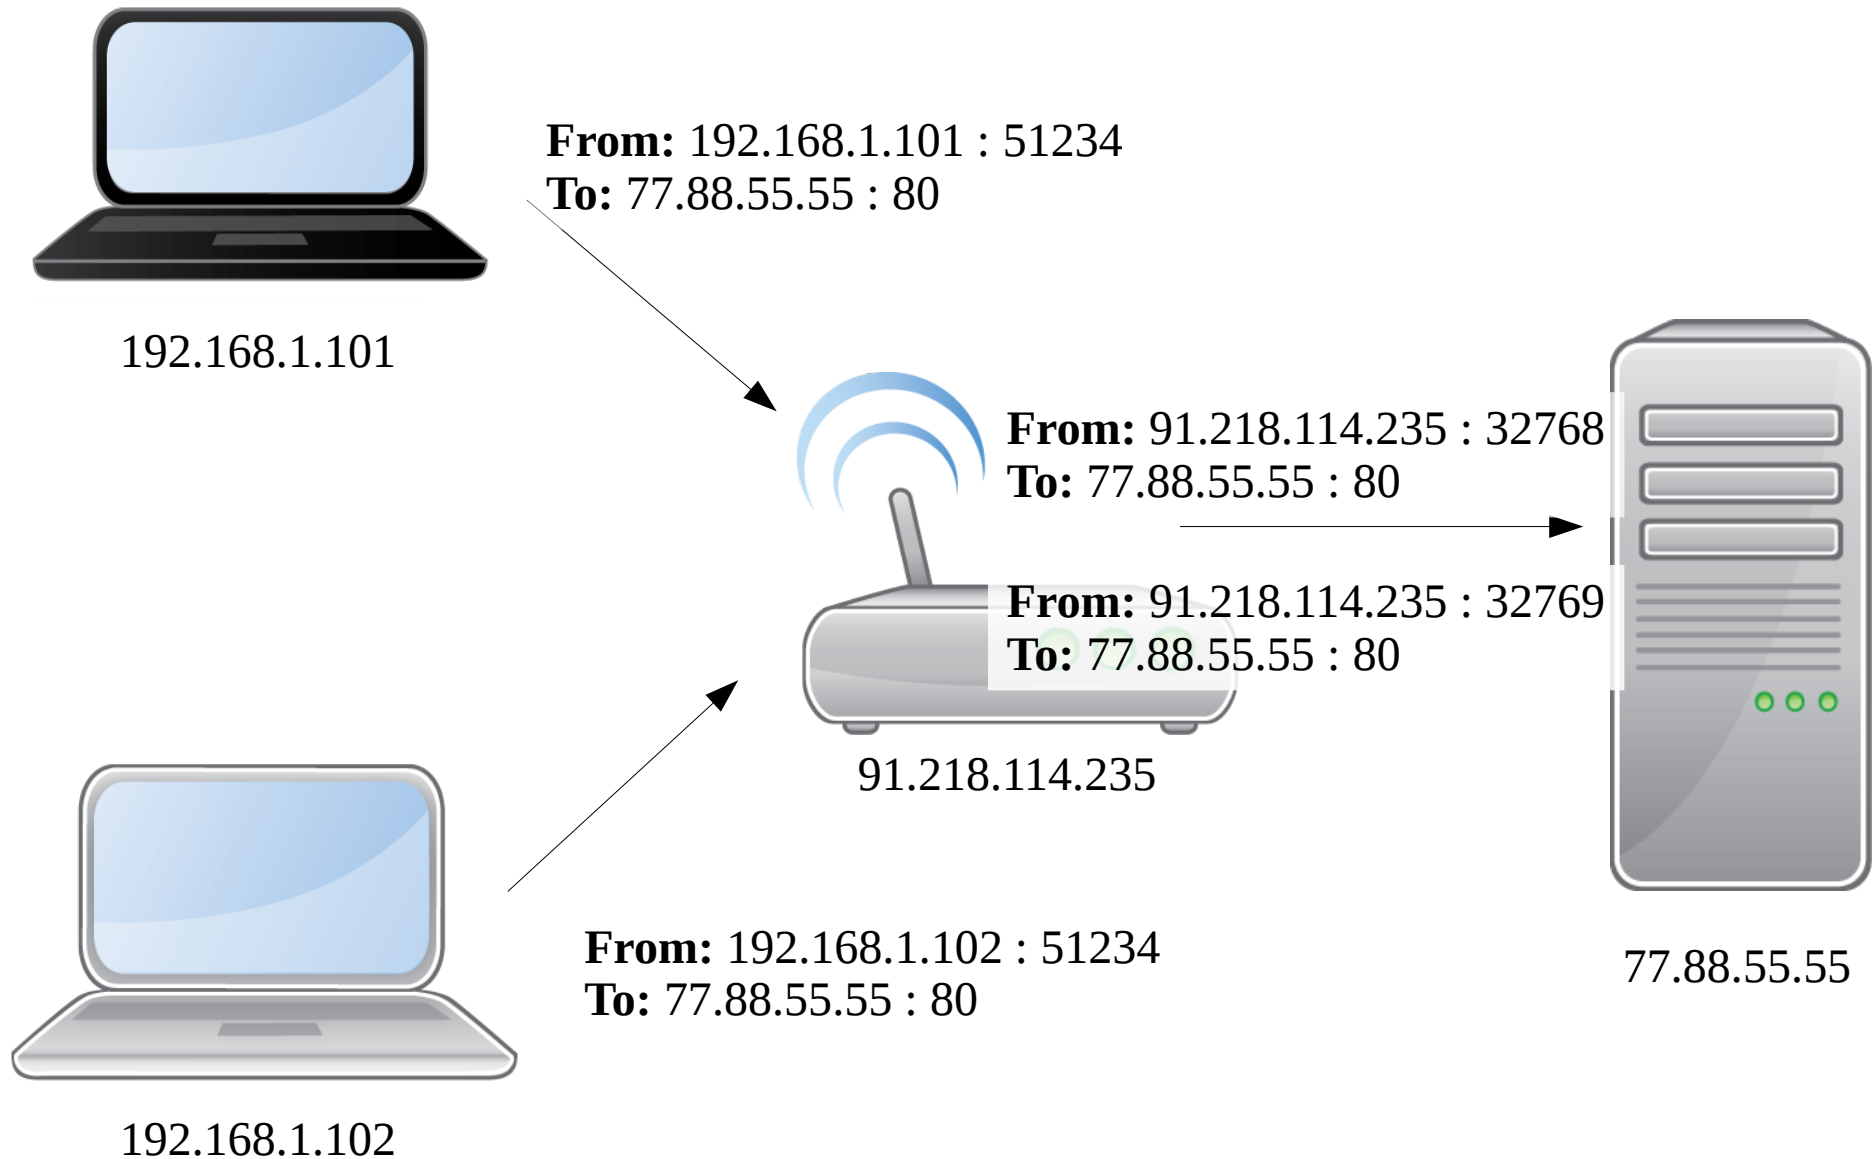 From: 192.168.1.101 : 51234
To: 77.88.55.55 : 80
192.168.1.101
From: 91.218.114.235 : 32768
To: 77.88.55.55 : 80
From: 91.218.114.235 : 32769
To: 77.88.55.55 : 80
91.218.114.235
From: 192.168.1.102 : 51234
To: 77.88.55.55 : 80
77.88.55.55
192.168.1.102